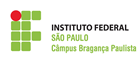 INSTITUTO FEDERAL
SÃO PAULO
Câmpus Bragança Paulista